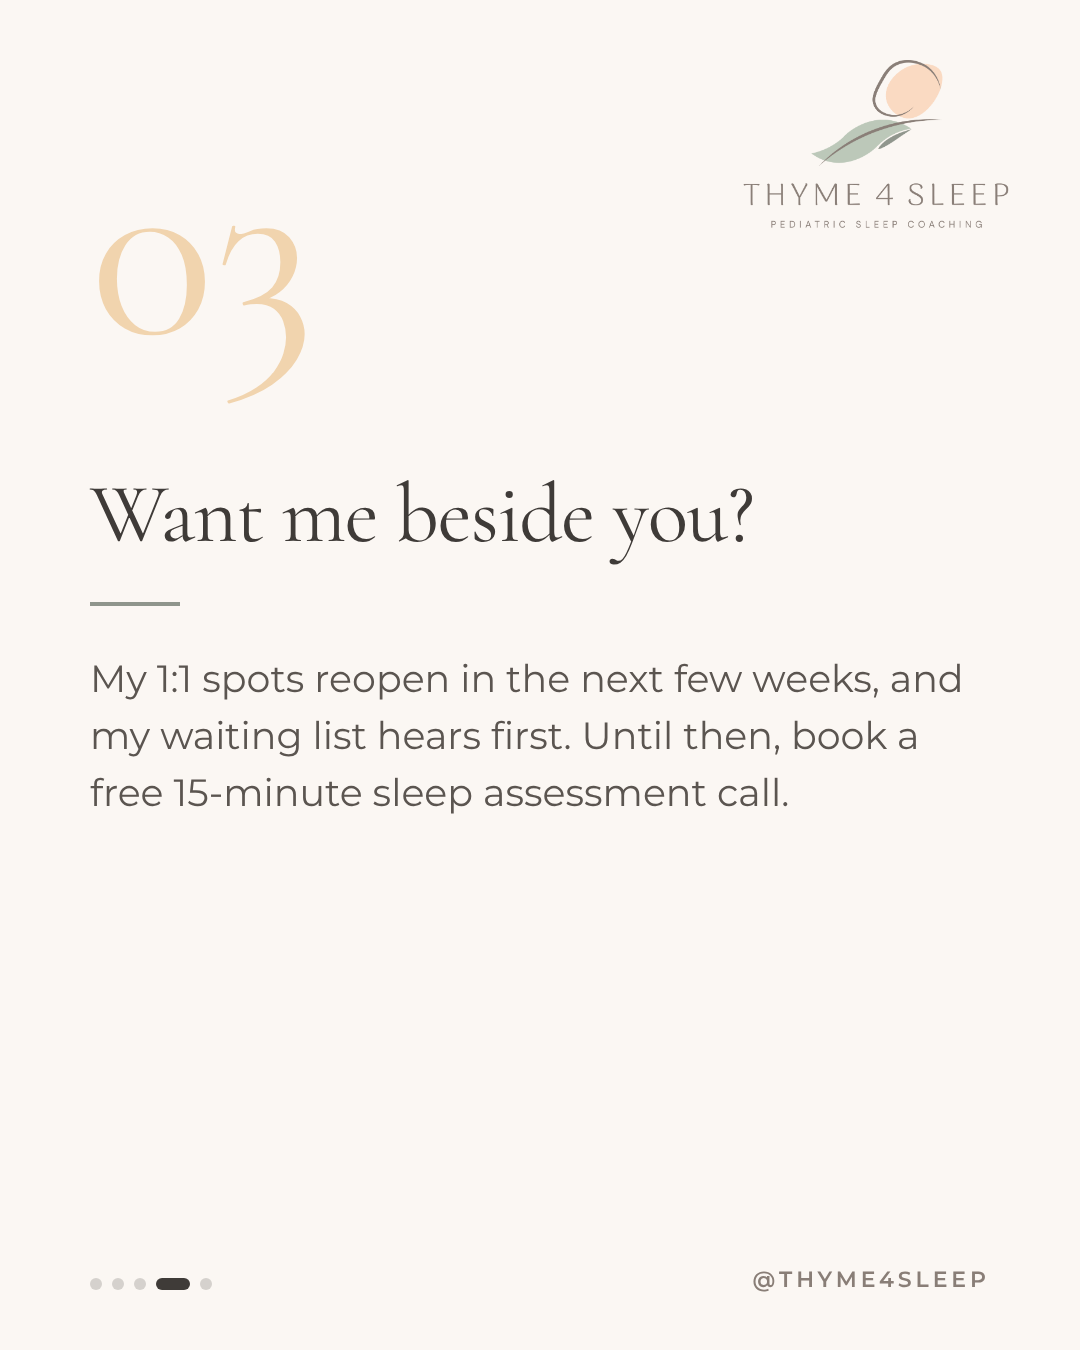 THYME 4 SLEEP
PEDIATRIC SLEEP COACHING
03
Want me beside you?
My 1:1 spots reopen in the next few weeks, and
my waiting list hears first. Until then, book a
free 15-minute sleep assessment call.
@THYME4SLEEP